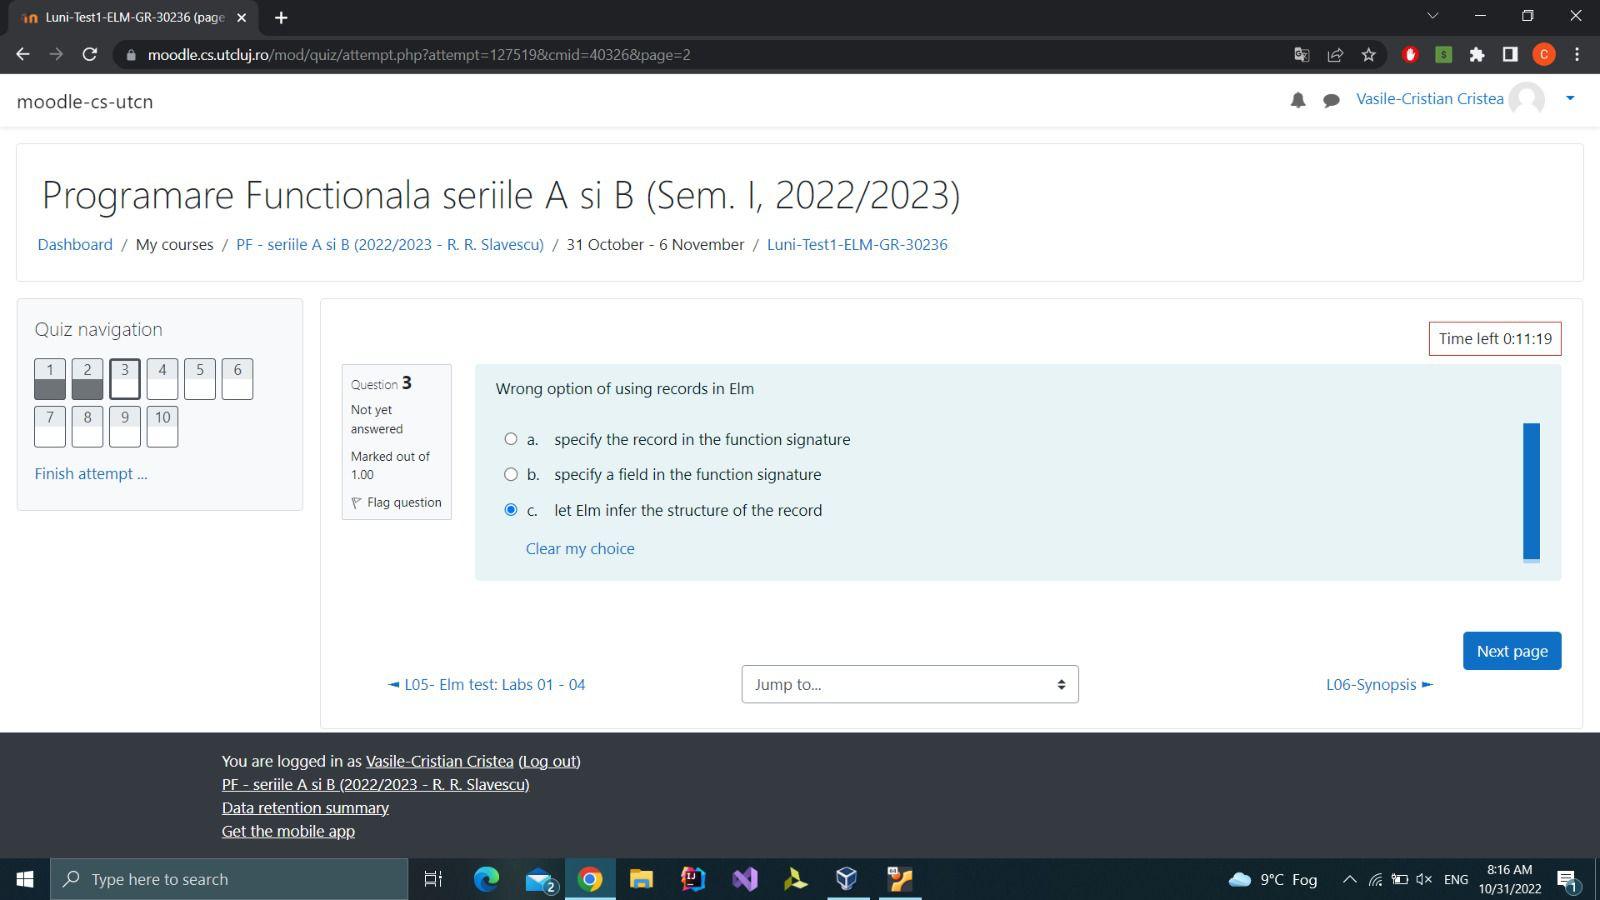 Luni-Test1-ELM-GR-30236 (page
moodle.cs.utcluj.ro/mod/quiz/attempt.php?attempt=127519&cmid=40326&page=2
moodle-cs-utcn
Vasile-Cristian Cristea
Programare Functionala seriile A si B (Sem. I, 2022/2023)
Dashboard / My courses / PF - seriile A si B (2022/2023 - R. R. Slavescu) / 31 October - 6 November / Luni-Test1-ELM-GR-30236
Quiz navigation
1 2 3 4 5 6
7 8 9 10
Finish attempt ...
Time left 0:11:19
Question 3
Not yet
answered
Marked out of
1.00
Flag question
Wrong option of using records in Elm
a. specify the record in the function signature
b. specify a field in the function signature
c. let Elm infer the structure of the record
Clear my choice
Next page
◄ L05- Elm test: Labs 01 - 04
Jump to...
L06-Synopsis ►
You are logged in as Vasile-Cristian Cristea (Log out)
PF - seriile A si B (2022/2023 - R. R. Slavescu)
Data retention summary
Get the mobile app
Type here to search
2
9°C Fog
ENG
8:16 AM
10/31/2022
1